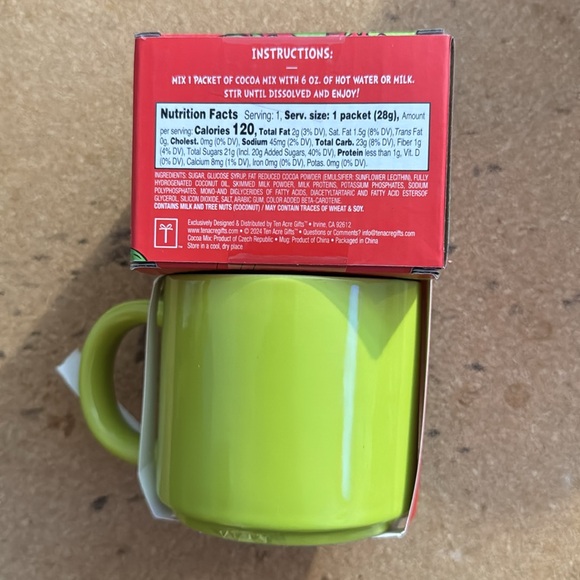 INSTRUCTIONS:
MIX 1 PACKET OF COCOA MIX WITH 6 OZ. OF HOT WATER OR MILK.
STIR UNTIL DISSOLVED AND ENJOY!
Nutrition Facts Serving: 1, Serv. size: 1 packet (28g), Amount
per serving: Calories 120, Total Fat 2g (3% DV), Sat. Fat 1.5g (8% DV), Trans Fat
0g, Cholest. 0mg (0% DV), Sodium 45mg (2% DV), Total Carb. 23g (8% DV), Fiber 1g
(4% DV), Total Sugars 21g (Incl. 20g Added Sugars, 40% DV), Protein less than 1g, Vit. D
(0% DV), Calcium 8mg (1% DV), Iron 0mg (0% DV), Potas. 0mg (0% DV).
INGREDIENTS: SUGAR, GLUCOSE SYRUP, FAT REDUCED COCOA POWDER (EMULSIFIER: SUNFLOWER LECITHIN), FULLY
HYDROGENATED COCONUT OIL, SKIMMED MILK POWDER, MILK PROTEINS, POTASSIUM PHOSPHATES, SODIUM
POLYPHOSPHATES, MONO-AND DIGLYCERIDES OF FATTY ACIDS, DIACETYLTARTARIC AND FATTY ACID ESTERSOF
GLYCEROL, SILICON DIOXIDE, SALT, ARABIC GUM, COLOR ADDED BETA-CAROTENE.
CONTAINS MILK AND TREE NUTS (COCONUT) / MAY CONTAIN TRACES OF WHEAT & SOY.
Exclusively Designed & Distributed by Ten Acre Gifts™ • Irvine, CA 92612
www.tenacregifts.com • © 2024 Ten Acre Gifts™ • Questions or Comments? info@tenacregifts.com
Cocoa Mix: Product of Czech Republic • Mug: Product of China • Packaged in China
Store in a cool, dry place